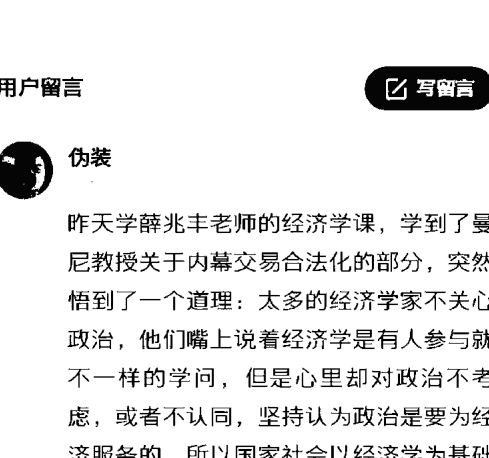 用户留言
写留言
伪装
昨天学薛兆丰老师的经济学课，学到了曼
尼教授关于内幕交易合法化的部分，突然
悟到了一个道理：太多的经济学家不关心
政治，他们嘴上说着经济学是有人参与就
不一样的学问，但是心里却对政治不考
虑，或者不认同，坚持认为政治是要为经
济服务的，所以国家社会以经济学为基础